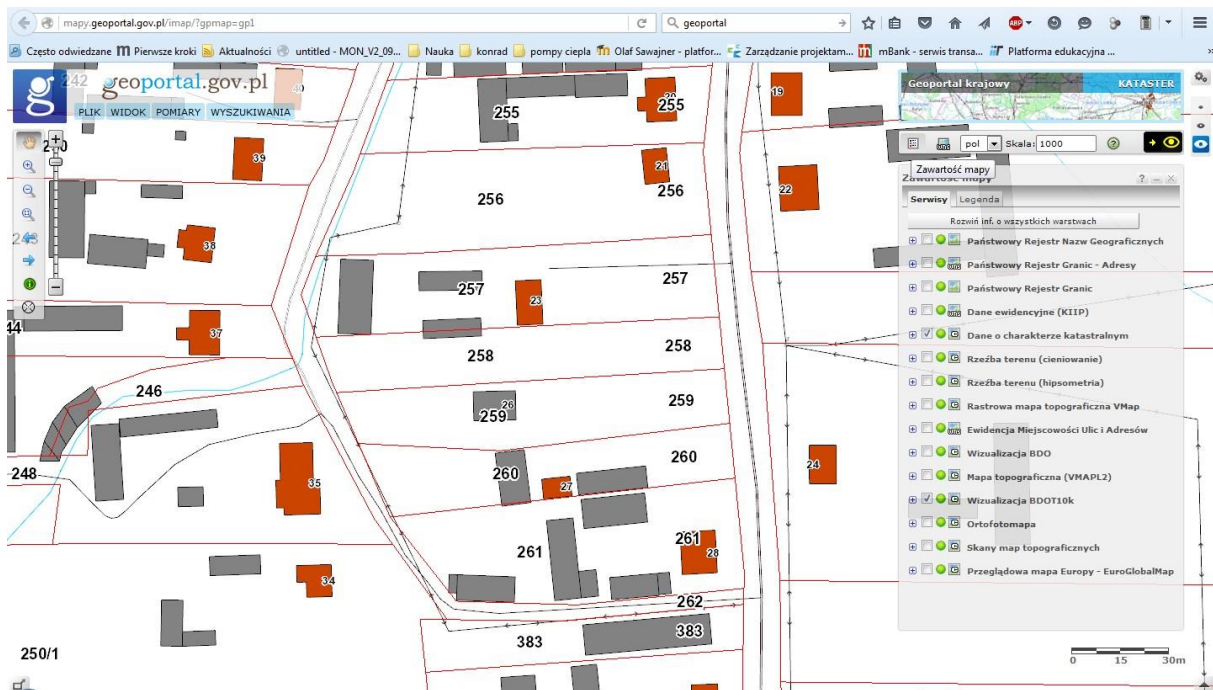 mapy.geoportal.gov.pl/imap/?gpmap=gp1
geoportal
ABP
Często odwiedzane
Pierwsze kroki
Aktualności
untitled - MON_V2_09...
Nauka
konrad
pompy ciepla
Olaf Sawajner - platfor...
Zarządzanie projektam...
mBank - serwis transa...
Platforma edukacyjna ...
geoportal.gov.pl
PLIK WIDOK POMIARY WYSZUKIWANIA
Geoportal krajowy KATASTER
pol Skala: 1000
Zawartość mapy
Zawartość mapy
Serwisy Legenda
Rozwiń inf. o wszystkich warstwach
Państwowy Rejestr Nazw Geograficznych
Państwowy Rejestr Granic - Adresy
Państwowy Rejestr Granic
Dane ewidencyjne (KIIP)
Dane o charakterze katastralnym
Rzeźba terenu (cieniowanie)
Rzeźba terenu (hipsometria)
Rastrowa mapa topograficzna VMap
Ewidencja Miejscowości Ulic i Adresów
Wizualizacja BDO
Mapa topograficzna (VMAPL2)
Wizualizacja BDOT10k
Ortofotomapa
Skany map topograficznych
Przeglądowa mapa Europy - EuroGlobalMap
242
40
255
20
255
19
39
21
256
256
22
243
38
257
257
23
37
258
258
246
26
259
259
248
35
260
27
260
24
261
261
28
34
262
383
383
250/1
0 15 30m